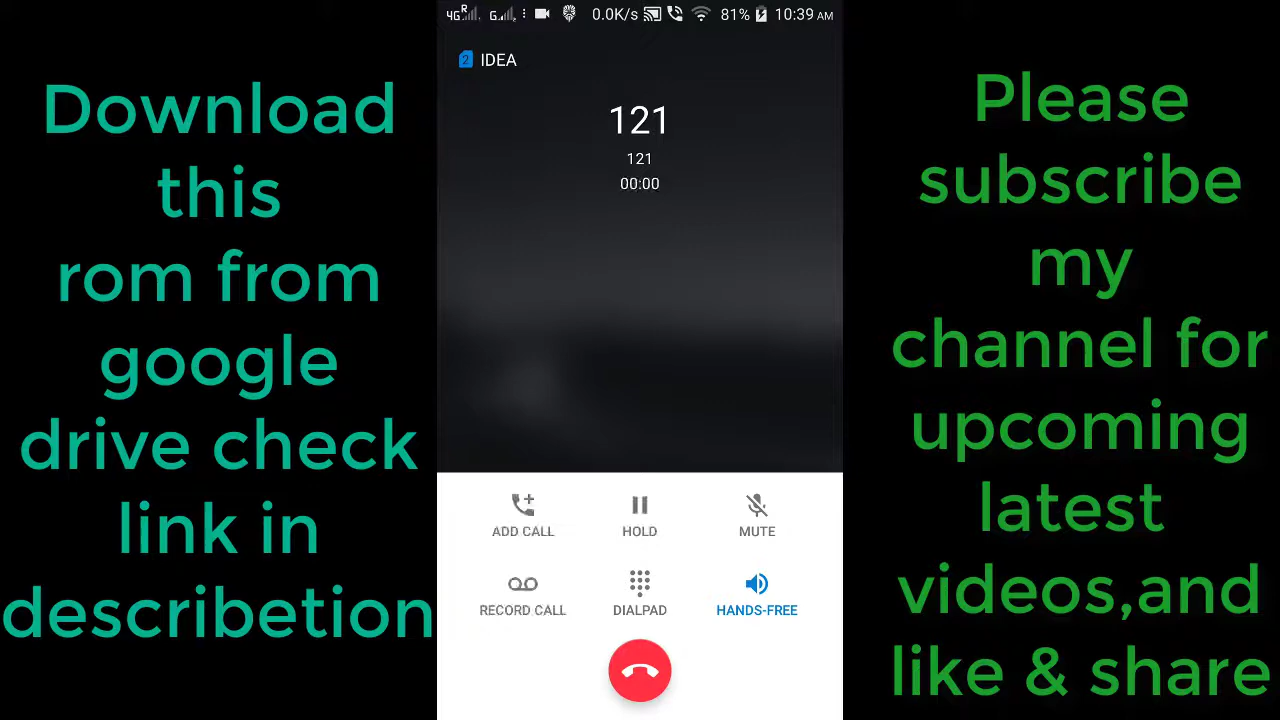 Download
this
rom from
google
drive check
link in
describetion
4G R G 0.0K/s 81% 10:39 AM
2 IDEA
121
121
00:00
ADD CALL HOLD MUTE
RECORD CALL DIALPAD HANDS-FREE
Please
subscribe
my
channel for
upcoming
latest
videos,and
like & share